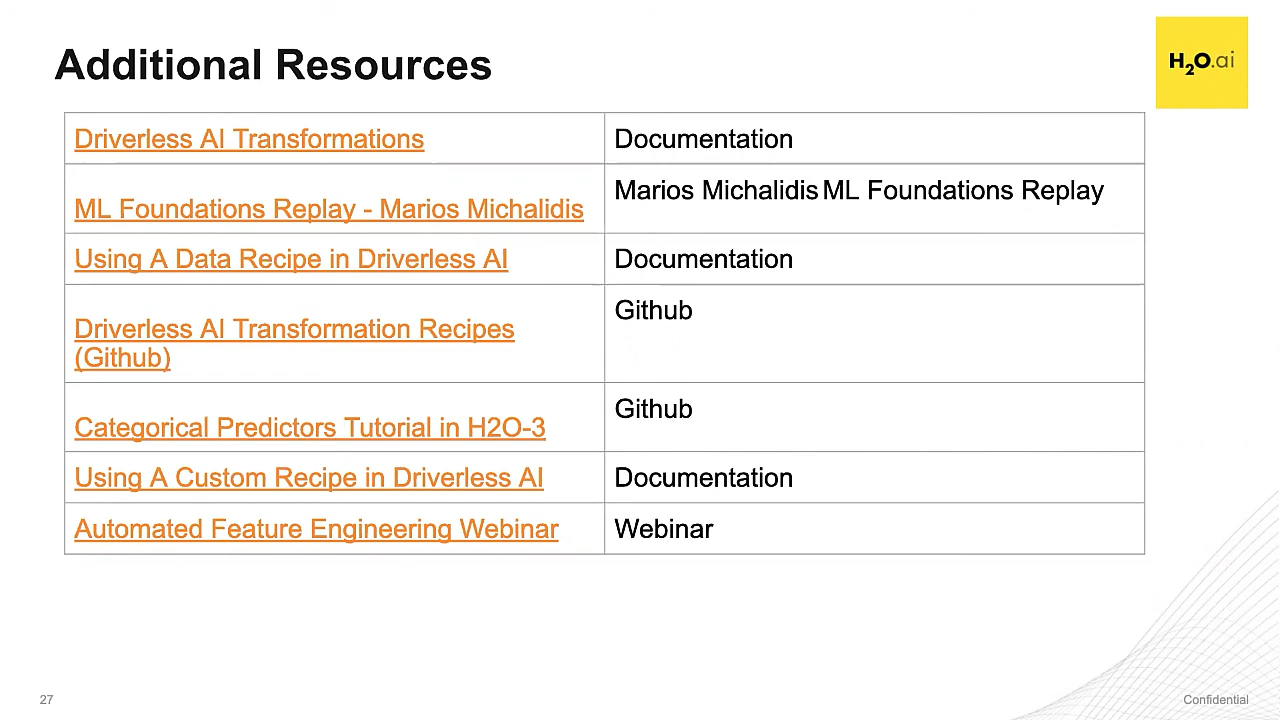 Additional Resources
H2O.ai
Driverless AI Transformations
Documentation
ML Foundations Replay - Marios Michalidis
Marios Michalidis ML Foundations Replay
Using A Data Recipe in Driverless AI
Documentation
Driverless AI Transformation Recipes
(Github)
Github
Categorical Predictors Tutorial in H2O-3
Github
Using A Custom Recipe in Driverless AI
Documentation
Automated Feature Engineering Webinar
Webinar
27
Confidential